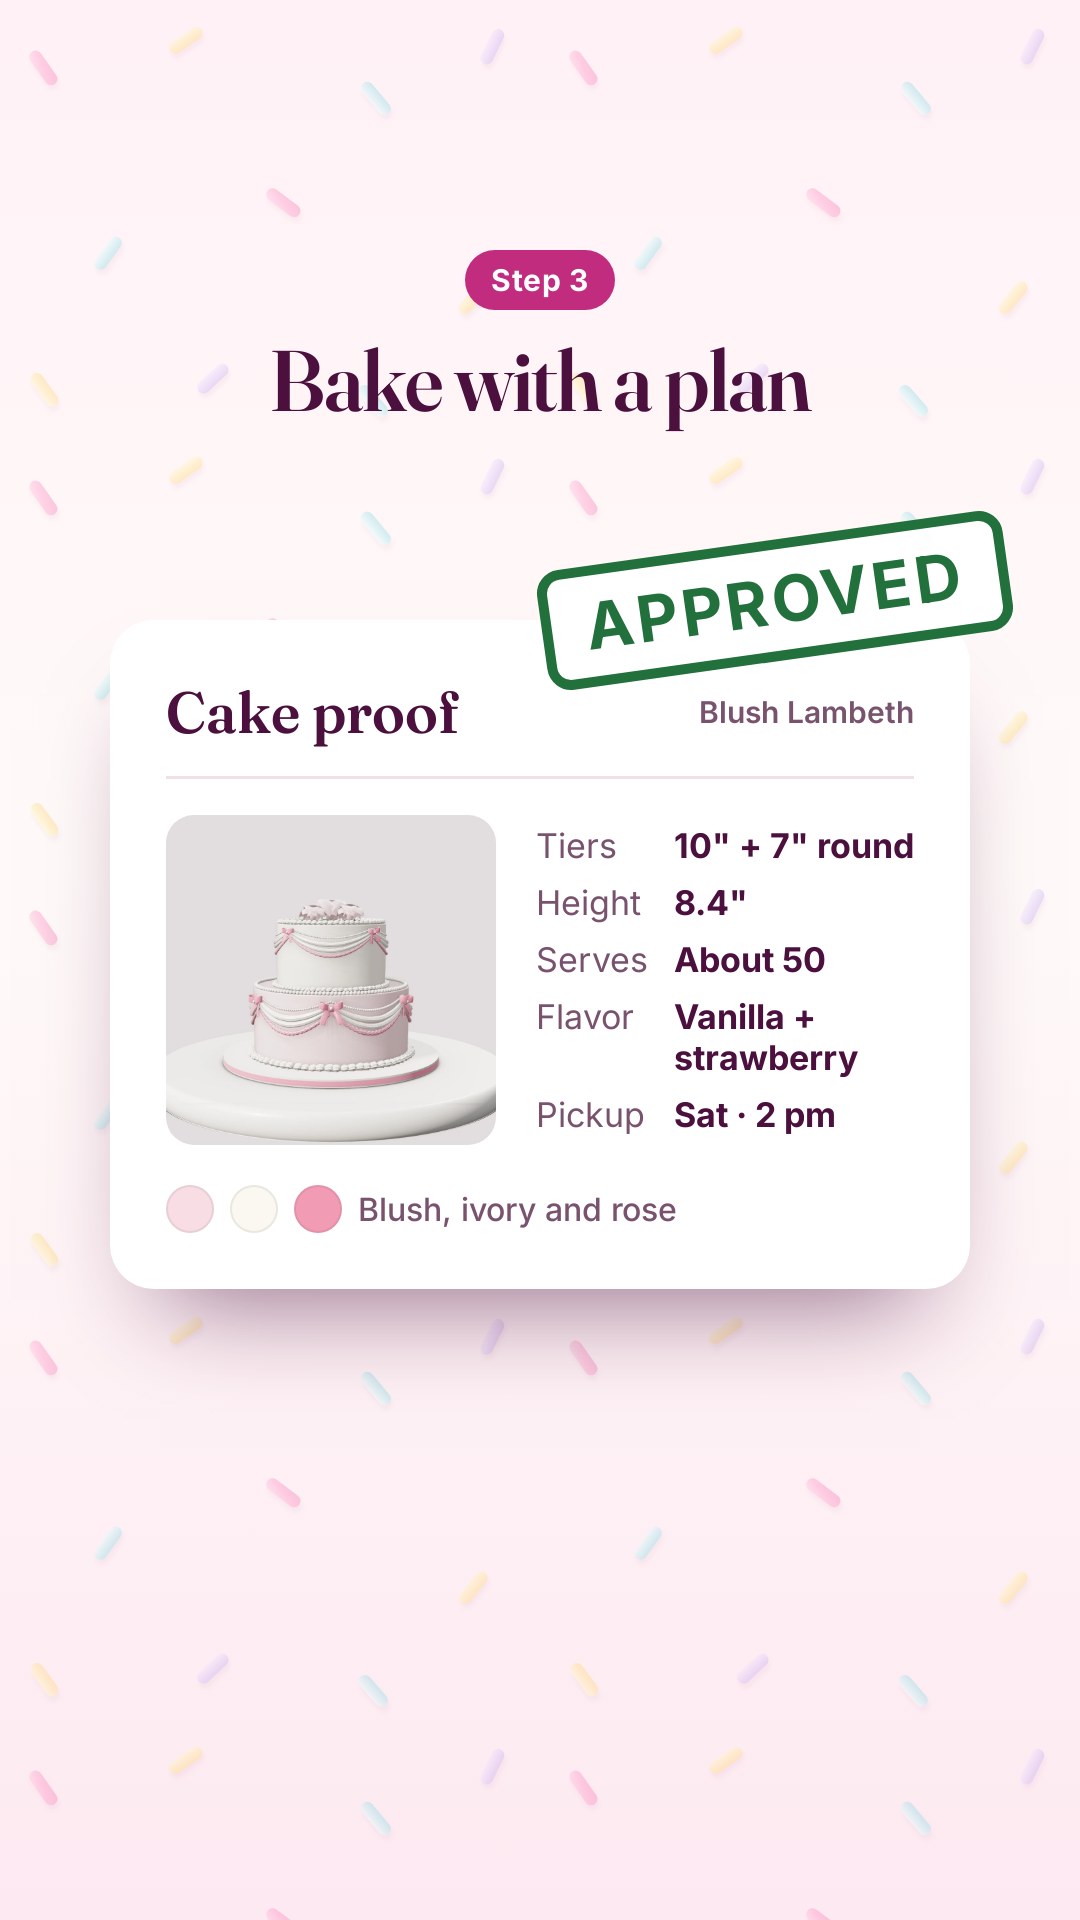 Step 3
Bake with a plan
APPROVED
Cake proof
Blush Lambeth
Tiers 10" + 7" round
Height 8.4"
Serves About 50
Flavor Vanilla +
strawberry
Pickup Sat · 2 pm
Blush, ivory and rose